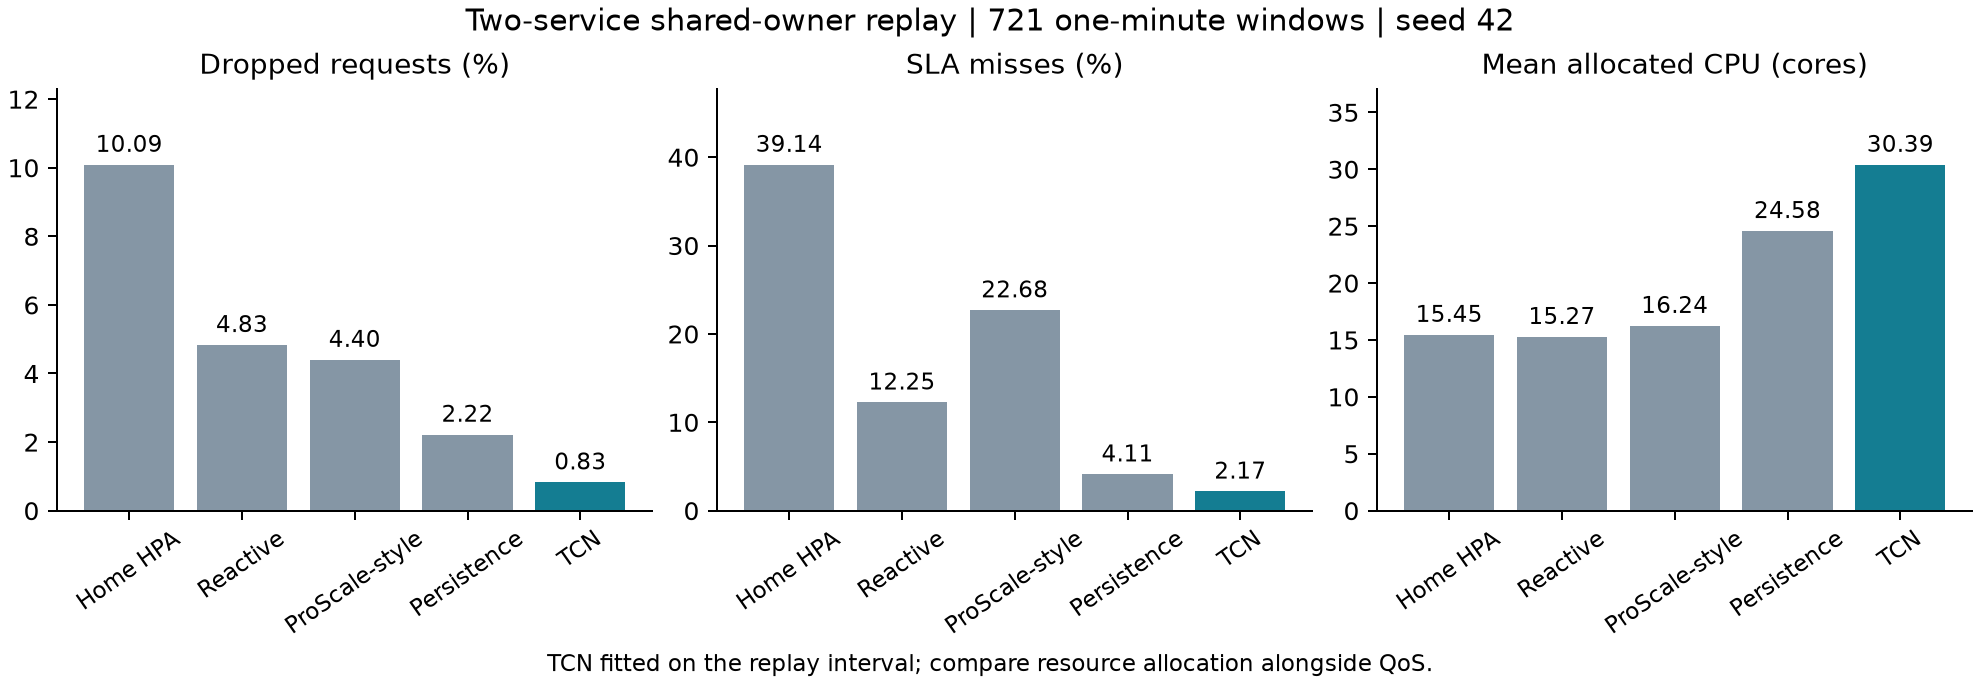 Two-service shared-owner replay | 721 one-minute windows | seed 42
Dropped requests (%)
12
10
8
6
4
2
0
10.09
4.83
4.40
2.22
0.83
Home HPA
Reactive
ProScale-style
Persistence
TCN
SLA misses (%)
40
30
20
10
0
39.14
12.25
22.68
4.11
2.17
Home HPA
Reactive
ProScale-style
Persistence
TCN
Mean allocated CPU (cores)
35
30
25
20
15
10
5
0
15.45
15.27
16.24
24.58
30.39
Home HPA
Reactive
ProScale-style
Persistence
TCN
TCN fitted on the replay interval; compare resource allocation alongside QoS.